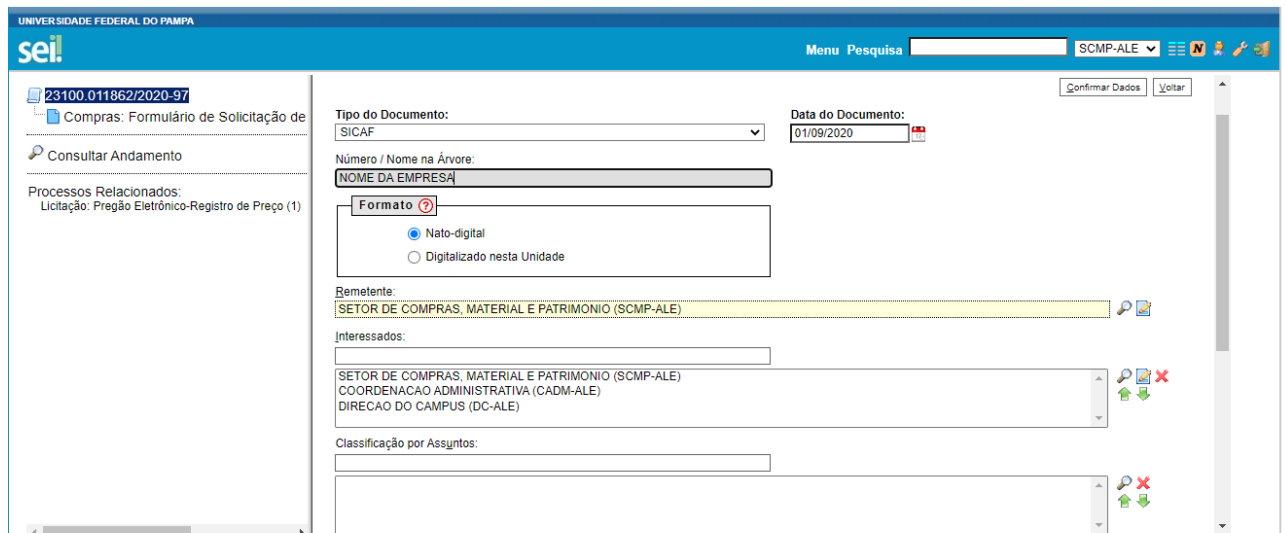 UNIVERSIDADE FEDERAL DO PAMPA
sei!
Menu Pesquisa SCMP-ALE N
23100.011862/2020-97
Compras: Formulário de Solicitação de
Consultar Andamento
Processos Relacionados:
Licitação: Pregão Eletrônico-Registro de Preço (1)
Confirmar Dados Voltar
Tipo do Documento:
SICAF
Data do Documento:
01/09/2020
Número / Nome na Árvore:
NOME DA EMPRESA
Formato ?
Nato-digital
Digitalizado nesta Unidade
Remetente:
SETOR DE COMPRAS, MATERIAL E PATRIMONIO (SCMP-ALE)
Interessados:
SETOR DE COMPRAS, MATERIAL E PATRIMONIO (SCMP-ALE)
COORDENACAO ADMINISTRATIVA (CADM-ALE)
DIRECAO DO CAMPUS (DC-ALE)
Classificação por Assuntos: